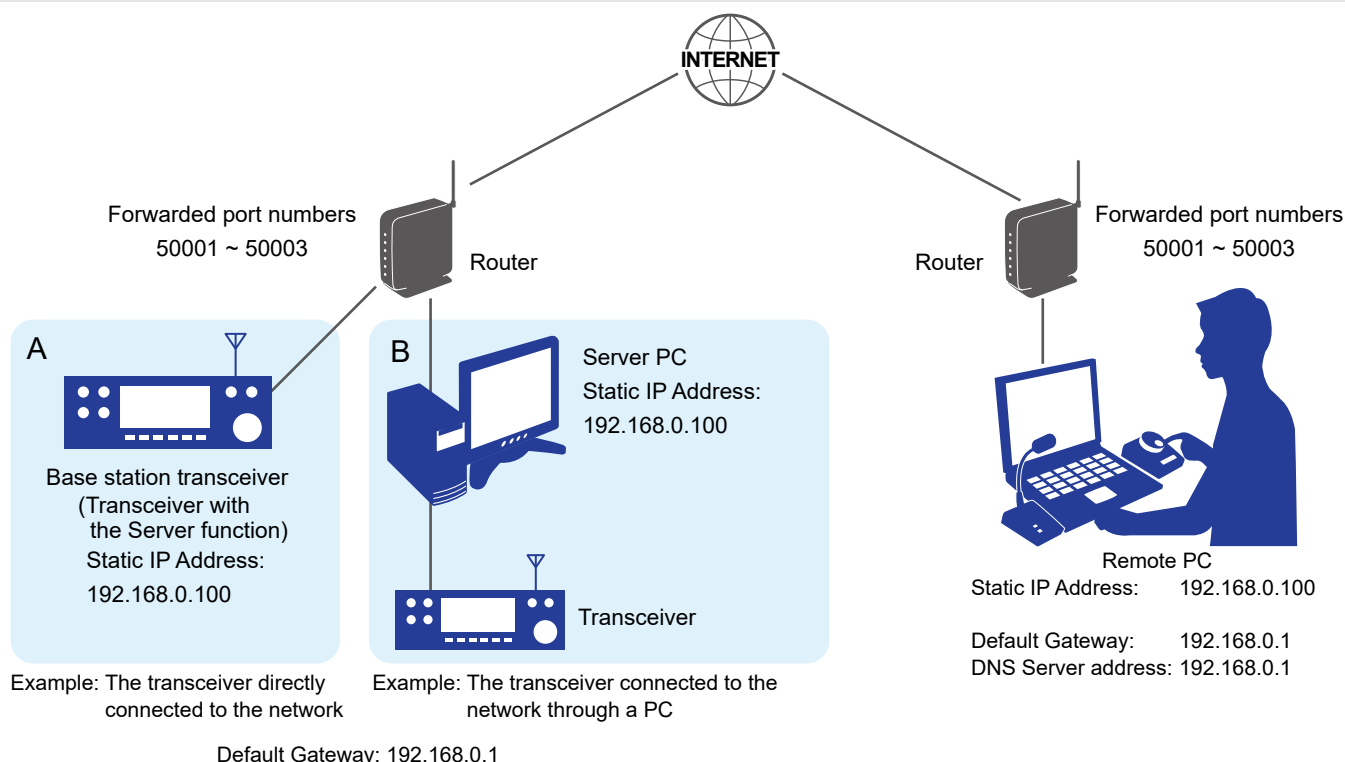 INTERNET
Forwarded port numbers
50001 ~ 50003
Router
Router
Forwarded port numbers
50001 ~ 50003
A
Base station transceiver
(Transceiver with
the Server function)
Static IP Address:
192.168.0.100
B
Server PC
Static IP Address:
192.168.0.100
Transceiver
Remote PC
Static IP Address: 192.168.0.100
Default Gateway: 192.168.0.1
DNS Server address: 192.168.0.1
Example: The transceiver directly
connected to the network
Example: The transceiver connected to the
network through a PC
Default Gateway: 192.168.0.1